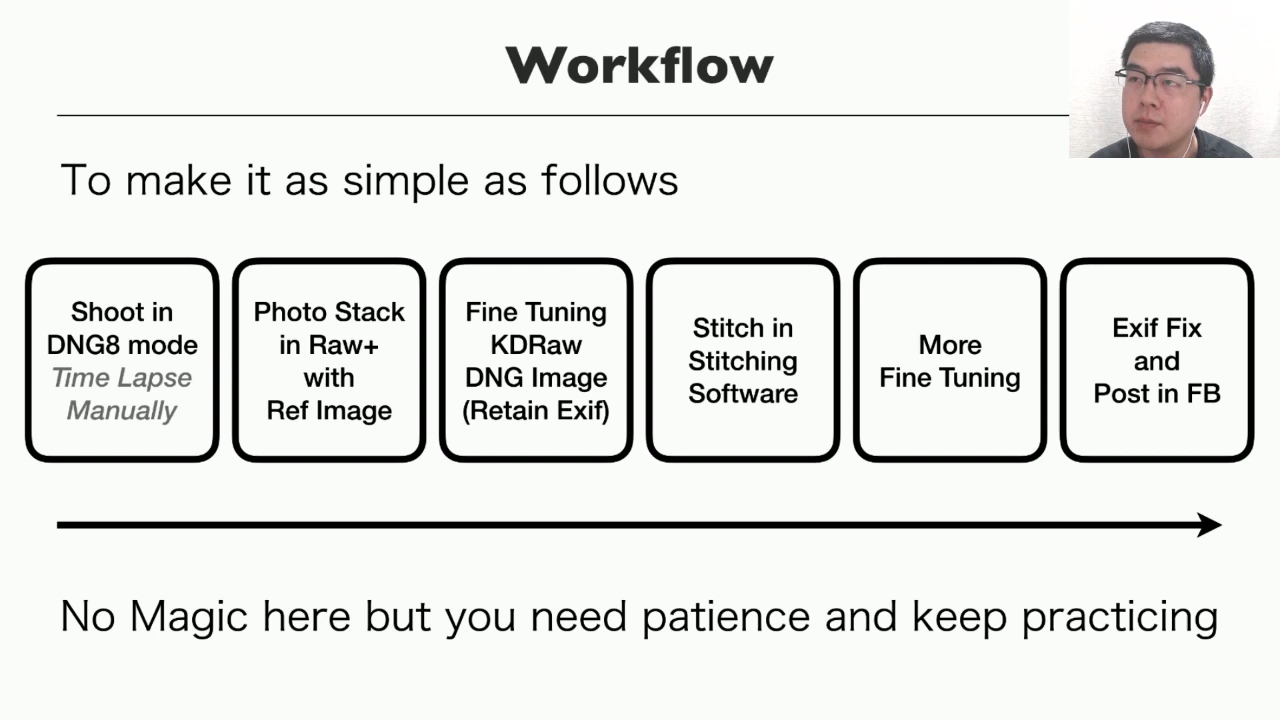 Workflow
To make it as simple as follows
Shoot in
DNG8 mode
Time Lapse
Manually
Photo Stack
in Raw+
with
Ref Image
Fine Tuning
KDRaw
DNG Image
(Retain Exif)
Stitch in
Stitching
Software
More
Fine Tuning
Exif Fix
and
Post in FB
No Magic here but you need patience and keep practicing